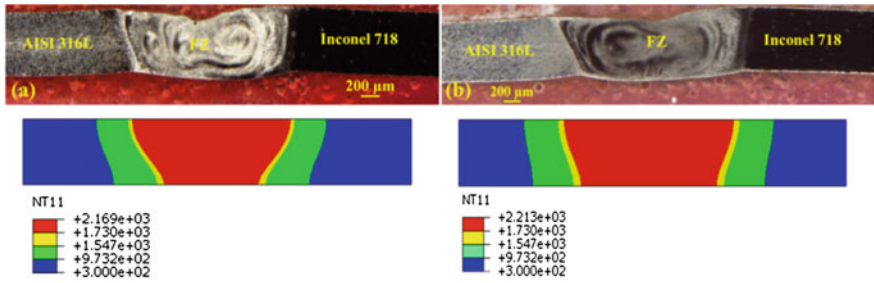 AISI 316L
FZ
Inconel 718
(a)
200 μm
AISI 316L
FZ
Inconel 718
(b)
200 μm
NT11
+2.169e+03
+1.730e+03
+1.547e+03
+9.732e+02
+3.000e+02
NT11
+2.213e+03
+1.730e+03
+1.547e+03
+9.732e+02
+3.000e+02